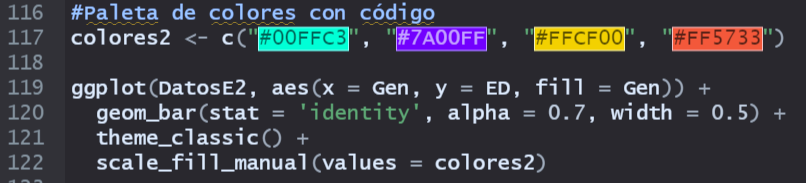 116 #Paleta de colores con código
117 colores2 <- c("#00FFC3", "#7A00FF", "#FFCF00", "#FF5733")
118
119 ggplot(DatosE2, aes(x = Gen, y = ED, fill = Gen)) +
120   geom_bar(stat = 'identity', alpha = 0.7, width = 0.5) +
121   theme_classic() +
122   scale_fill_manual(values = colores2)